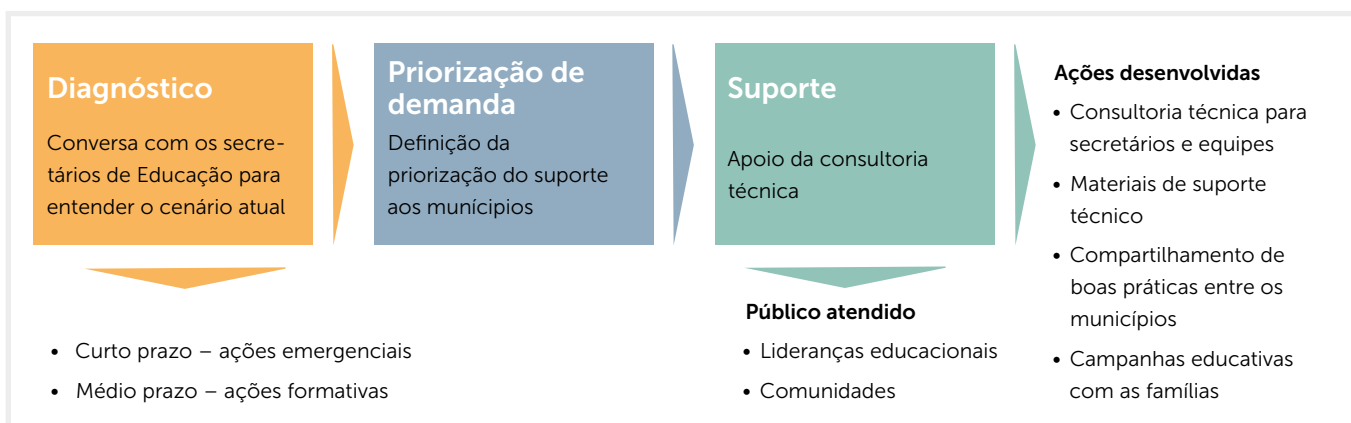 Diagnóstico
Conversa com os secre-
tários de Educação para
entender o cenário atual
• Curto prazo – ações emergenciais
• Médio prazo – ações formativas
Priorização de
demanda
Definição da
priorização do suporte
aos munícipios
Suporte
Apoio da consultoria
técnica
Público atendido
• Lideranças educacionais
• Comunidades
Ações desenvolvidas
• Consultoria técnica para
secretários e equipes
• Materiais de suporte
técnico
• Compartilhamento de
boas práticas entre os
municípios
• Campanhas educativas
com as famílias